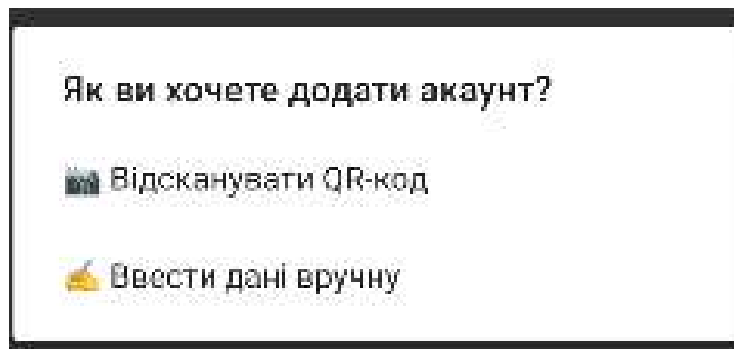 Як ви хочете додати акаунт?
📷 Відсканувати QR-код
✍️ Ввести дані вручну